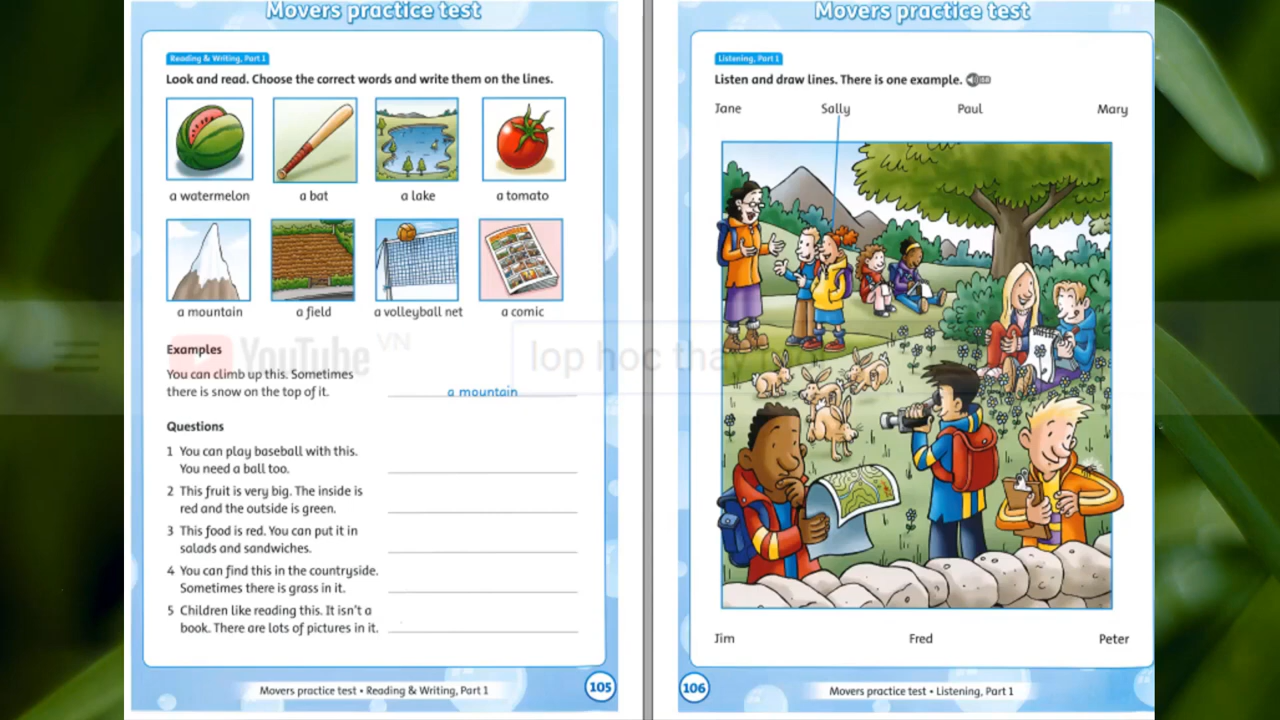 Movers practice test
Reading & Writing, Part 1
Look and read. Choose the correct words and write them on the lines.
a watermelon
a bat
a lake
a tomato
a mountain
a field
a volleyball net
a comic
Examples
You can climb up this. Sometimes
there is snow on the top of it.
a mountain
Questions
1 You can play baseball with this.
You need a ball too.
2 This fruit is very big. The inside is
red and the outside is green.
3 This food is red. You can put it in
salads and sandwiches.
4 You can find this in the countryside.
Sometimes there is grass in it.
5 Children like reading this. It isn't a
book. There are lots of pictures in it.
Movers practice test • Reading & Writing, Part 1
105
YouTube VN
lop hoc thay
Movers practice test
Listening, Part 1
Listen and draw lines. There is one example.
Jane
Sally
Paul
Mary
Jim
Fred
Peter
106
Movers practice test • Listening, Part 1